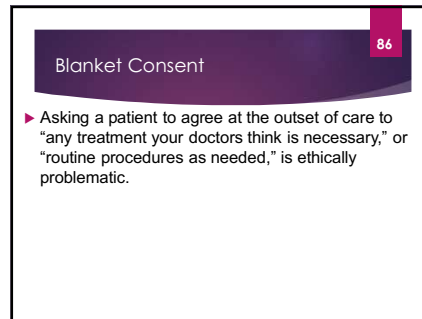 86
Blanket Consent
Asking a patient to agree at the outset of care to
“any treatment your doctors think is necessary,” or
“routine procedures as needed,” is ethically
problematic.